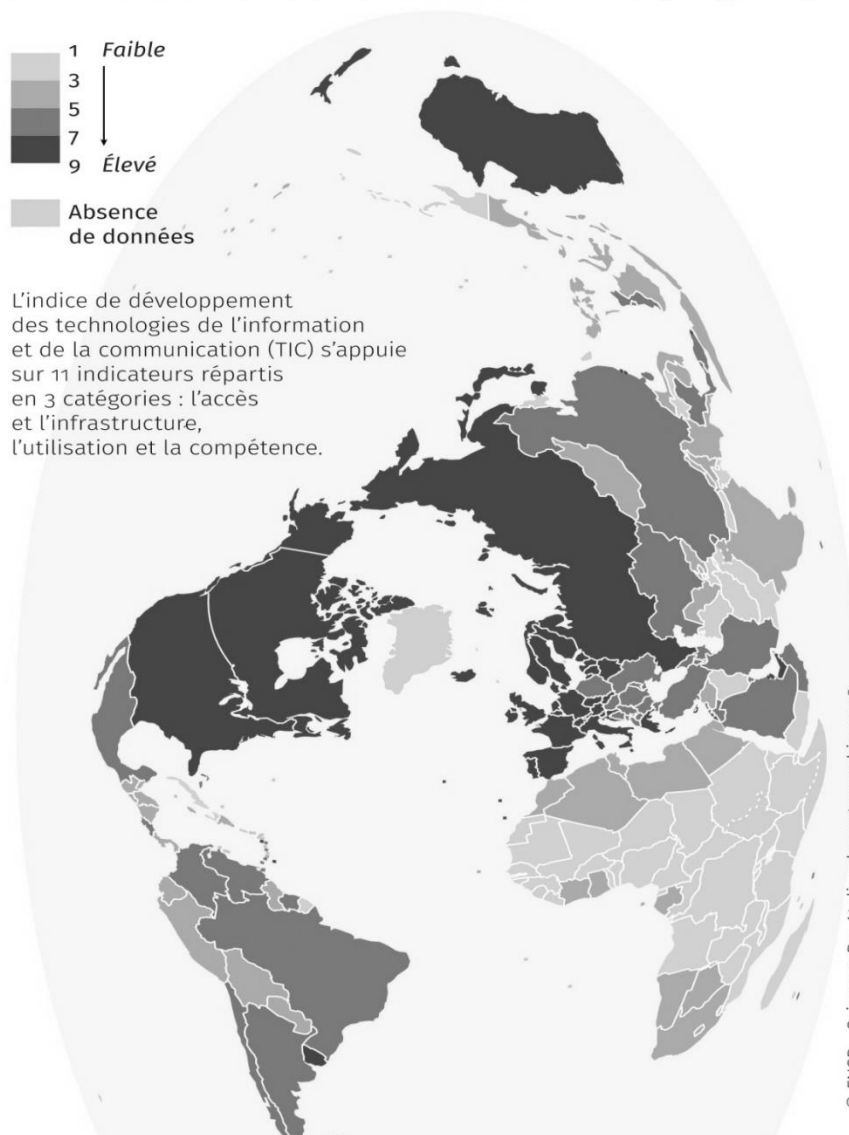 1 Faible
3
5
7
9 Élevé
Absence
de données
L'indice de développement
des technologies de l'information
et de la communication (TIC) s'appuie
sur 11 indicateurs répartis
en 3 catégories : l'accès
et l'infrastructure,
l'utilisation et la compétence.